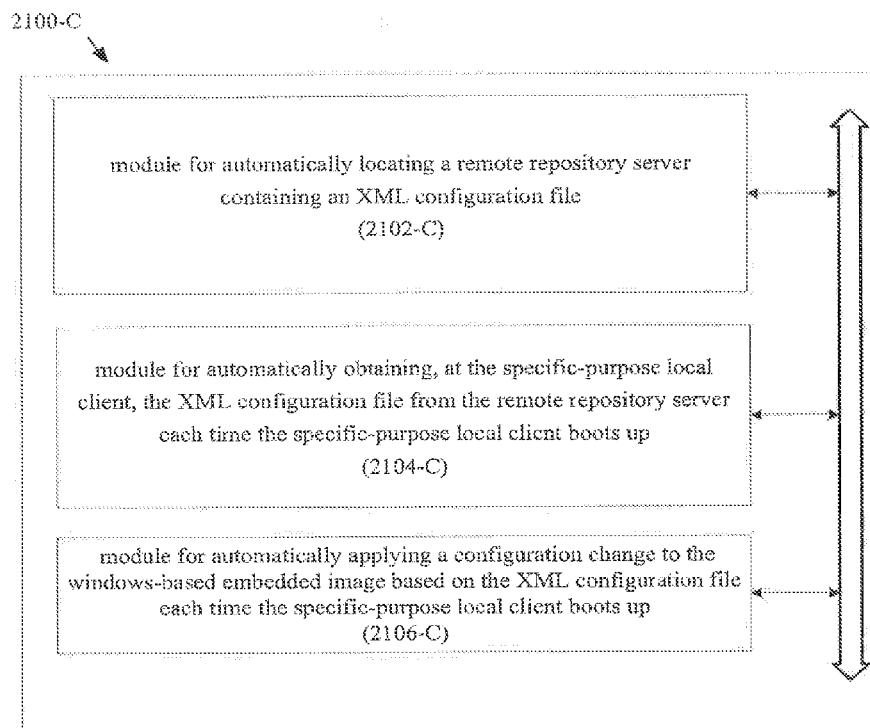 2100-C
module for automatically locating a remote repository server
containing an XML configuration file
(2102-C)
module for automatically obtaining, at the specific-purpose local
client, the XML configuration file from the remote repository server
each time the specific-purpose local client boots up
(2104-C)
module for automatically applying a configuration change to the
windows-based embedded image based on the XML configuration file
each time the specific-purpose local client boots up
(2106-C)